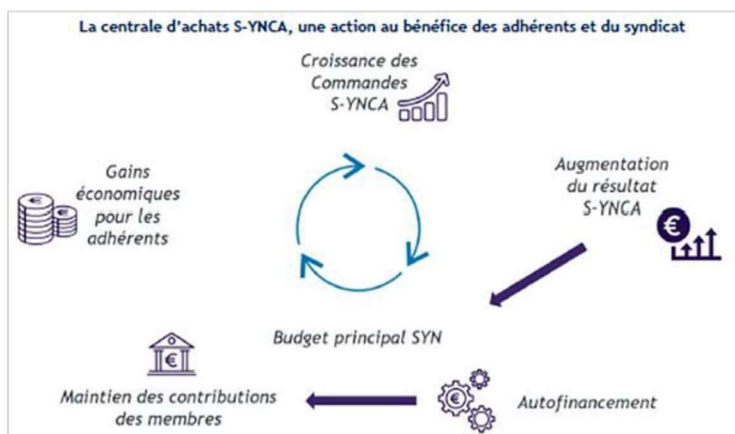 La centrale d'achats S-YNCA, une action au bénéfice des adhérents et du syndicat
Croissance des
Commandes
S-YNCA
Gains
économiques
pour les
adhérents
Augmentation
du résultat
S-YNCA
€
Budget principal SYN
Maintien des contributions
des membres
Autofinancement